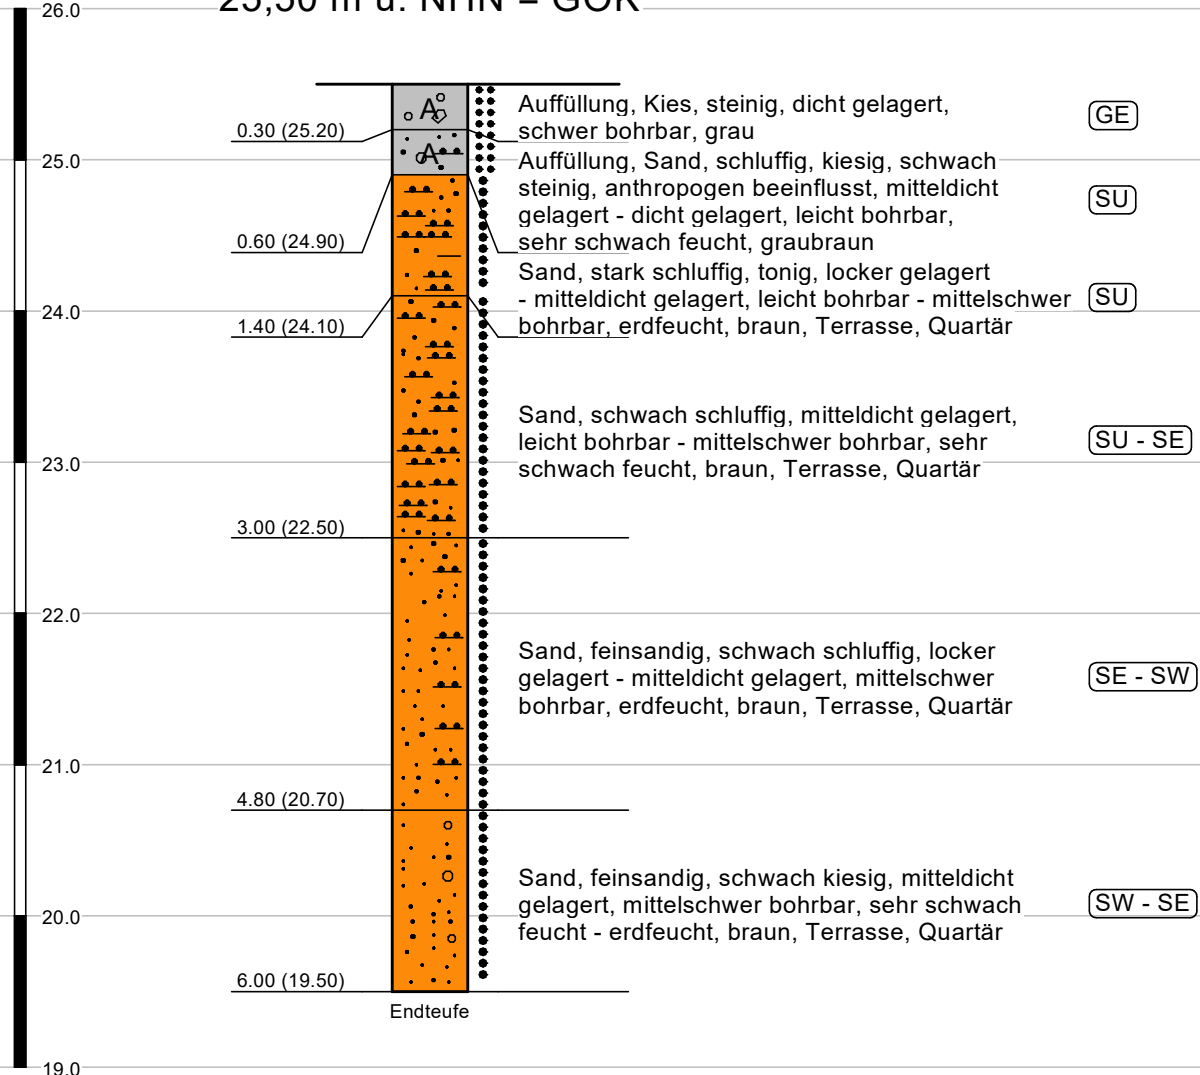 26.0
25,50 m ü. NHN = GOK
A
Auffüllung, Kies, steinig, dicht gelagert,
schwer bohrbar, grau
GE
0.30 (25.20)
25.0
A
Auffüllung, Sand, schluffig, kiesig, schwach
steinig, anthropogen beeinflusst, mitteldicht
gelagert - dicht gelagert, leicht bohrbar,
sehr schwach feucht, graubraun
SU
0.60 (24.90)
Sand, stark schluffig, tonig, locker gelagert
- mitteldicht gelagert, leicht bohrbar - mittelschwer
bohrbar, erdfeucht, braun, Terrasse, Quartär
SU
24.0
1.40 (24.10)
Sand, schwach schluffig, mitteldicht gelagert,
leicht bohrbar - mittelschwer bohrbar, sehr
schwach feucht, braun, Terrasse, Quartär
SU - SE
23.0
3.00 (22.50)
22.0
Sand, feinsandig, schwach schluffig, locker
gelagert - mitteldicht gelagert, mittelschwer
bohrbar, erdfeucht, braun, Terrasse, Quartär
SE - SW
21.0
4.80 (20.70)
Sand, feinsandig, schwach kiesig, mitteldicht
gelagert, mittelschwer bohrbar, sehr schwach
feucht - erdfeucht, braun, Terrasse, Quartär
SW - SE
20.0
6.00 (19.50)
Endteufe
19.0